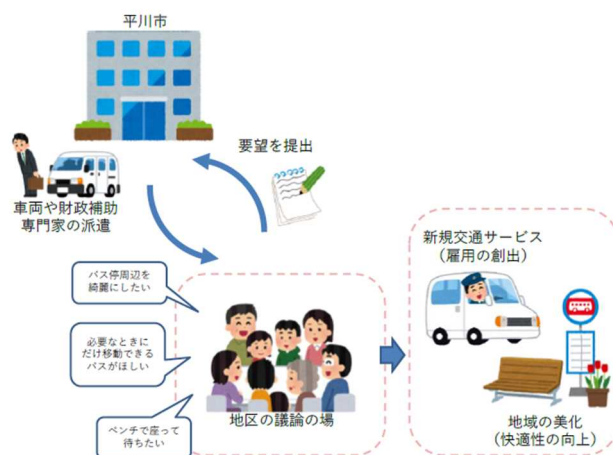 平川市
要望を提出
車両や財政補助
専門家の派遣
新規交通サービス
（雇用の創出）
バス停周辺を
綺麗にしたい
必要なときに
だけ移動できる
バスがほしい
ベンチで座って
待ちたい
地区の議論の場
地域の美化
（快適性の向上）